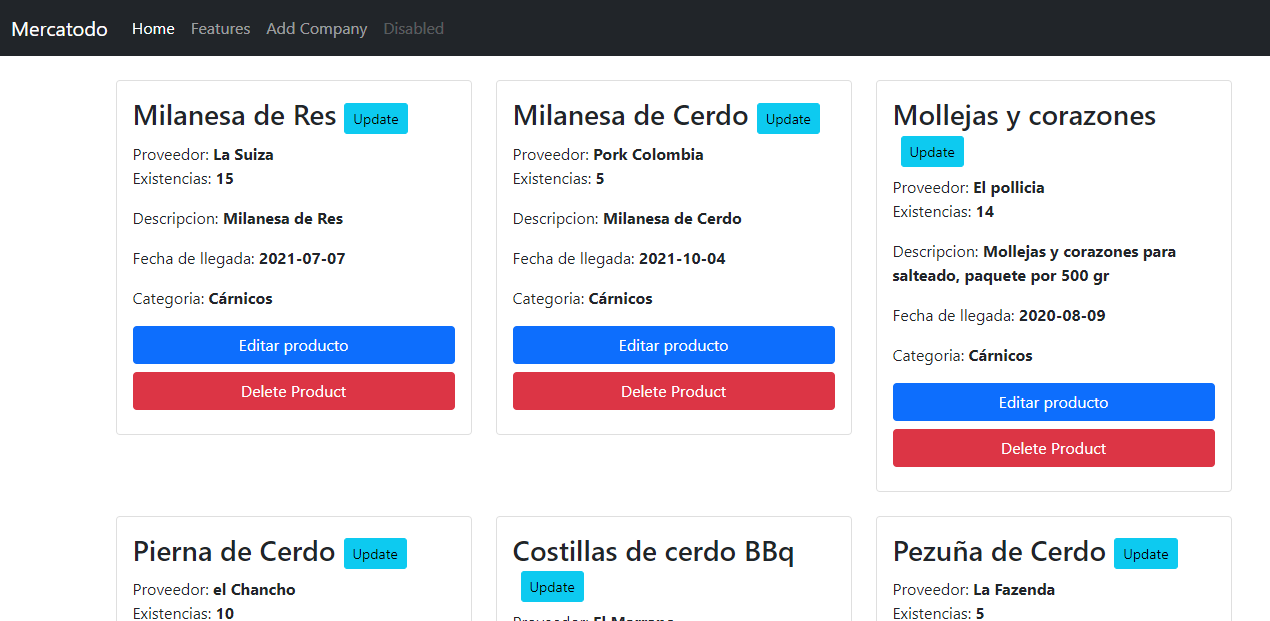 Mercatodo Home Features Add Company Disabled
Milanesa de Res Update
Proveedor: La Suiza
Existencias: 15
Descripcion: Milanesa de Res
Fecha de llegada: 2021-07-07
Categoria: Cárnicos
Editar producto
Delete Product
Milanesa de Cerdo Update
Proveedor: Pork Colombia
Existencias: 5
Descripcion: Milanesa de Cerdo
Fecha de llegada: 2021-10-04
Categoria: Cárnicos
Editar producto
Delete Product
Mollejas y corazones
Update
Proveedor: El pollicia
Existencias: 14
Descripcion: Mollejas y corazones para
salteado, paquete por 500 gr
Fecha de llegada: 2020-08-09
Categoria: Cárnicos
Editar producto
Delete Product
Pierna de Cerdo Update
Proveedor: el Chancho
Existencias: 10
Costillas de cerdo BBq
Update
Proveedor: El Marrano
Pezuña de Cerdo Update
Proveedor: La Fazenda
Existencias: 5